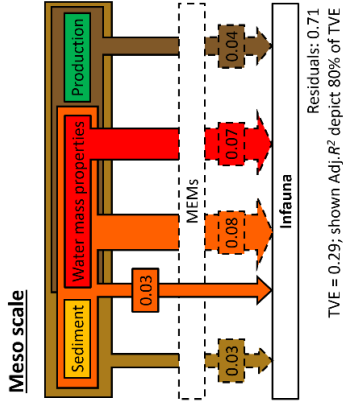 Meso scale
Sediment
Water mass properties
Production
0.03
MEMs
0.03
0.08
0.07
0.04
Infauna
Residuals: 0.71
TVE = 0.29; shown Adj.R² depict 80% of TVE